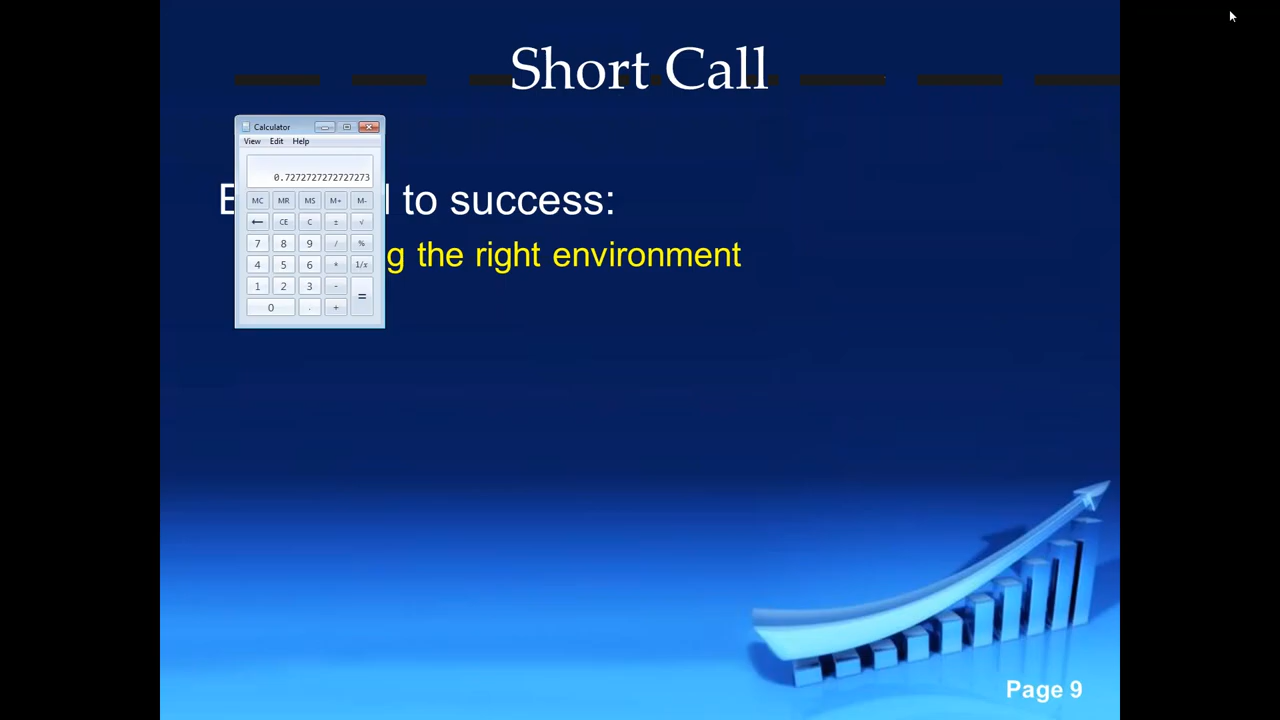 Short Call
Calculator
View Edit Help
0.7272727272727273
to success:
MC MR MS M+ M-
← CE C ± √
7 8 9 / %
the right environment
4 5 6 * 1/x
1 2 3 - =
0 . +
Page 9